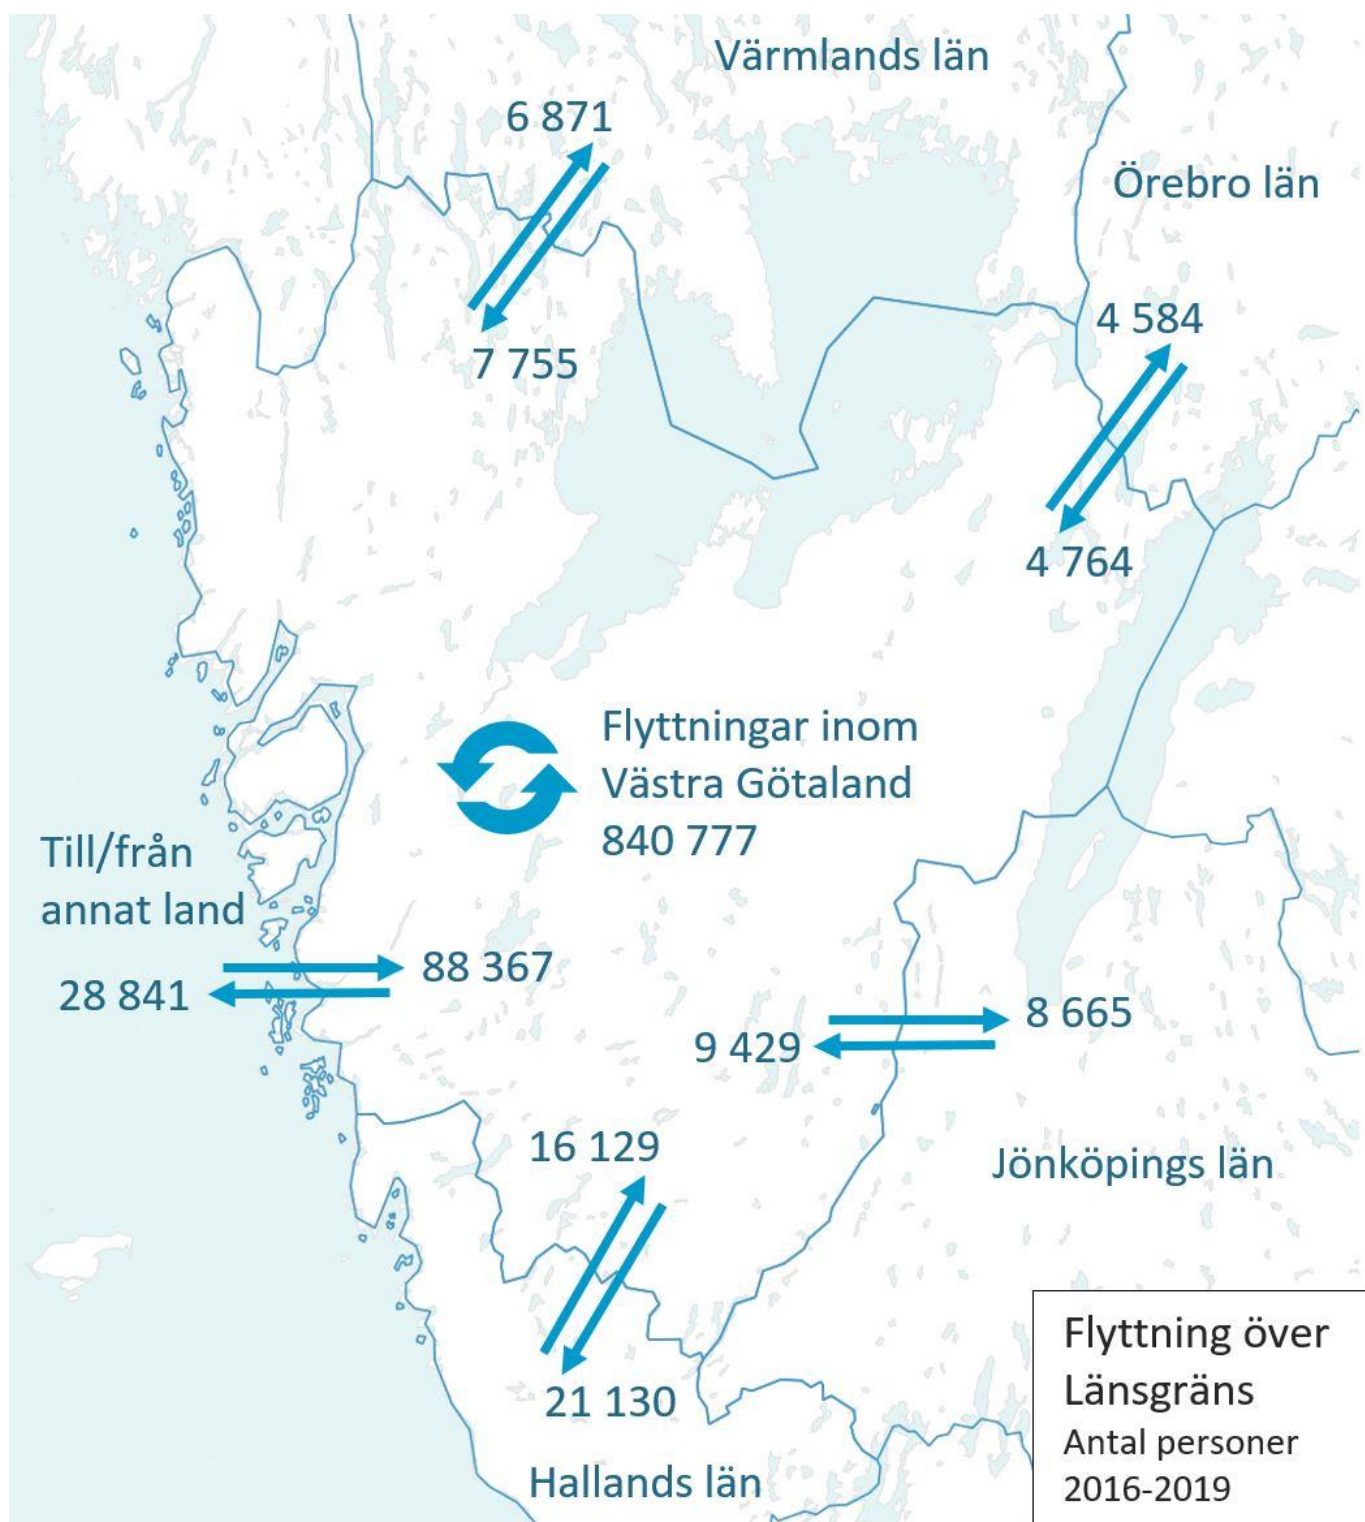 Värmlands län
6 871
Örebro län
4 584
7 755
4 764
Flyttningar inom
Västra Götaland
840 777
Till/från
annat land
88 367
28 841
8 665
9 429
16 129
Jönköpings län
21 130
Hallands län
Flyttning över
Länsgräns
Antal personer
2016-2019